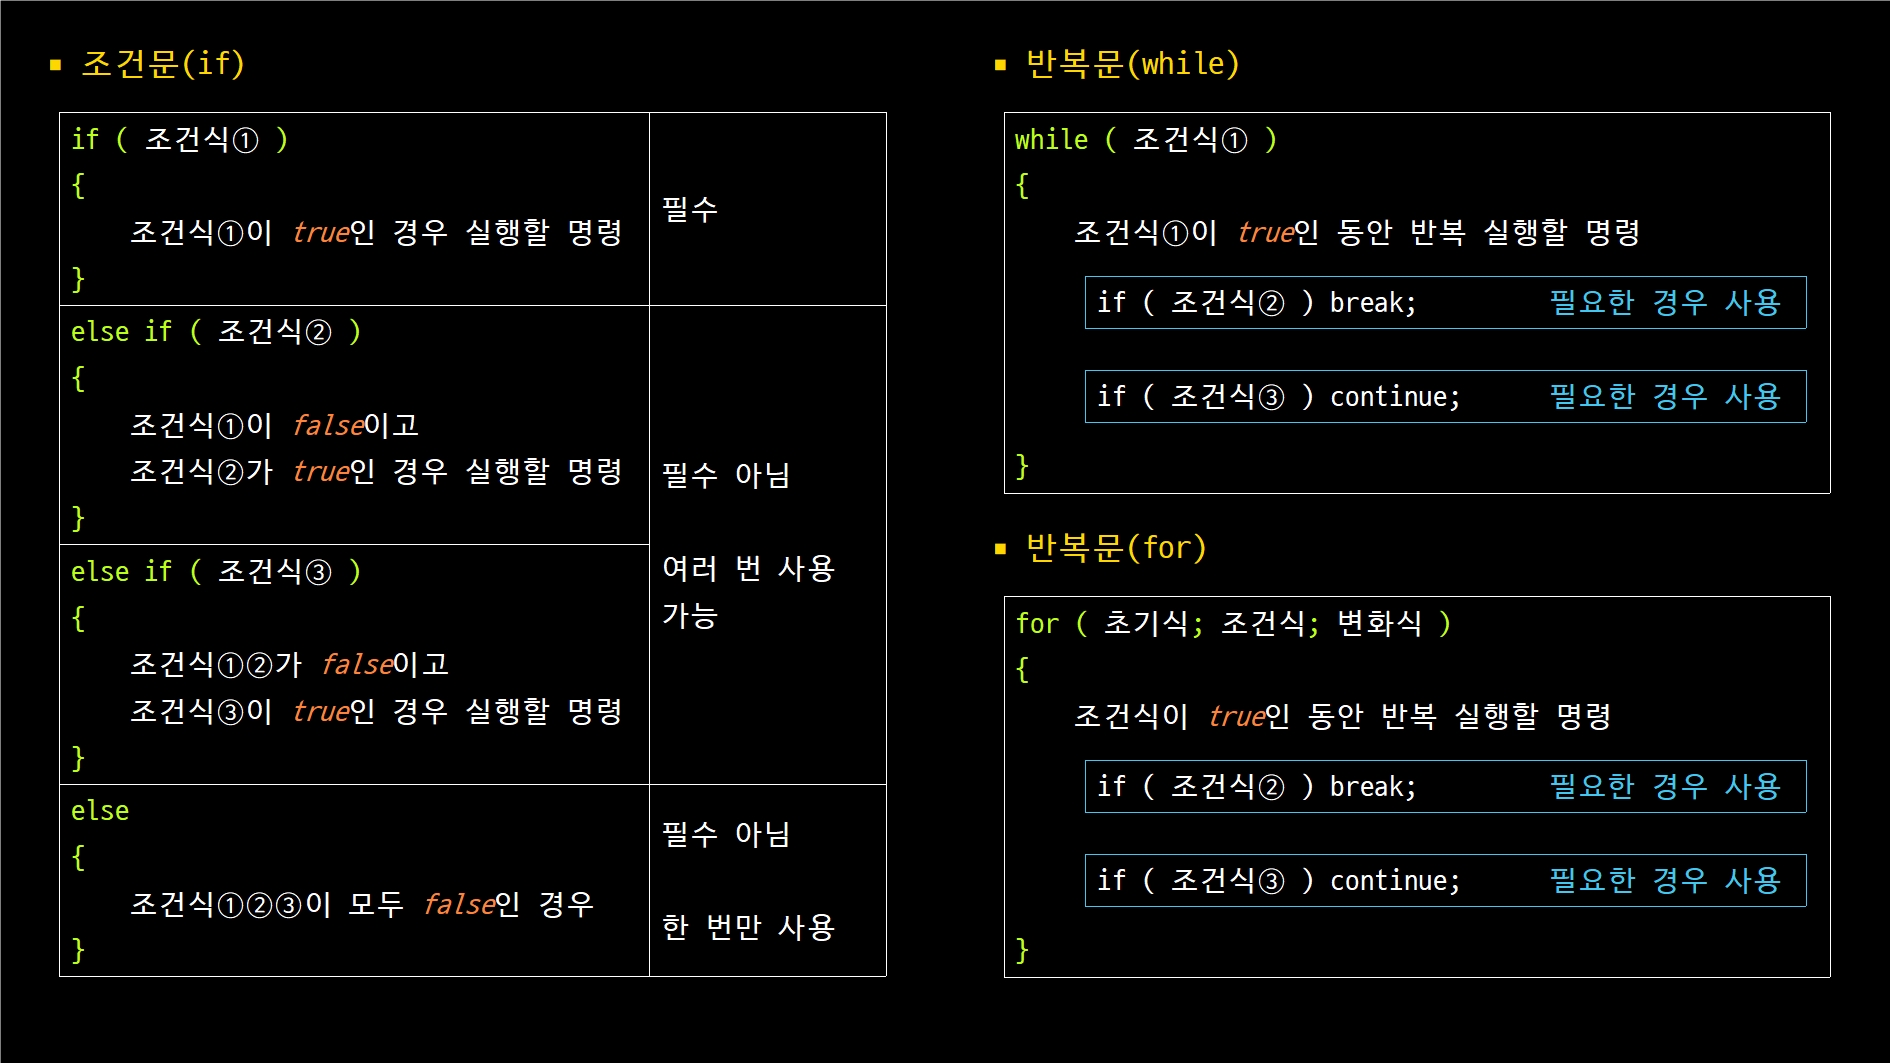 ▪ 조건문(if)
if ( 조건식① )
{
조건식①이 true인 경우 실행할 명령
}
필수
else if ( 조건식② )
{
조건식①이 false이고
조건식②가 true인 경우 실행할 명령
}
else if ( 조건식③ )
{
조건식①②가 false이고
조건식③이 true인 경우 실행할 명령
}
필수 아님
여러 번 사용
가능
else
{
조건식①②③이 모두 false인 경우
}
필수 아님
한 번만 사용
▪ 반복문(while)
while ( 조건식① )
{
조건식①이 true인 동안 반복 실행할 명령
if ( 조건식② ) break; 필요한 경우 사용
if ( 조건식③ ) continue; 필요한 경우 사용
}
▪ 반복문(for)
for ( 초기식; 조건식; 변화식 )
{
조건식이 true인 동안 반복 실행할 명령
if ( 조건식② ) break; 필요한 경우 사용
if ( 조건식③ ) continue; 필요한 경우 사용
}